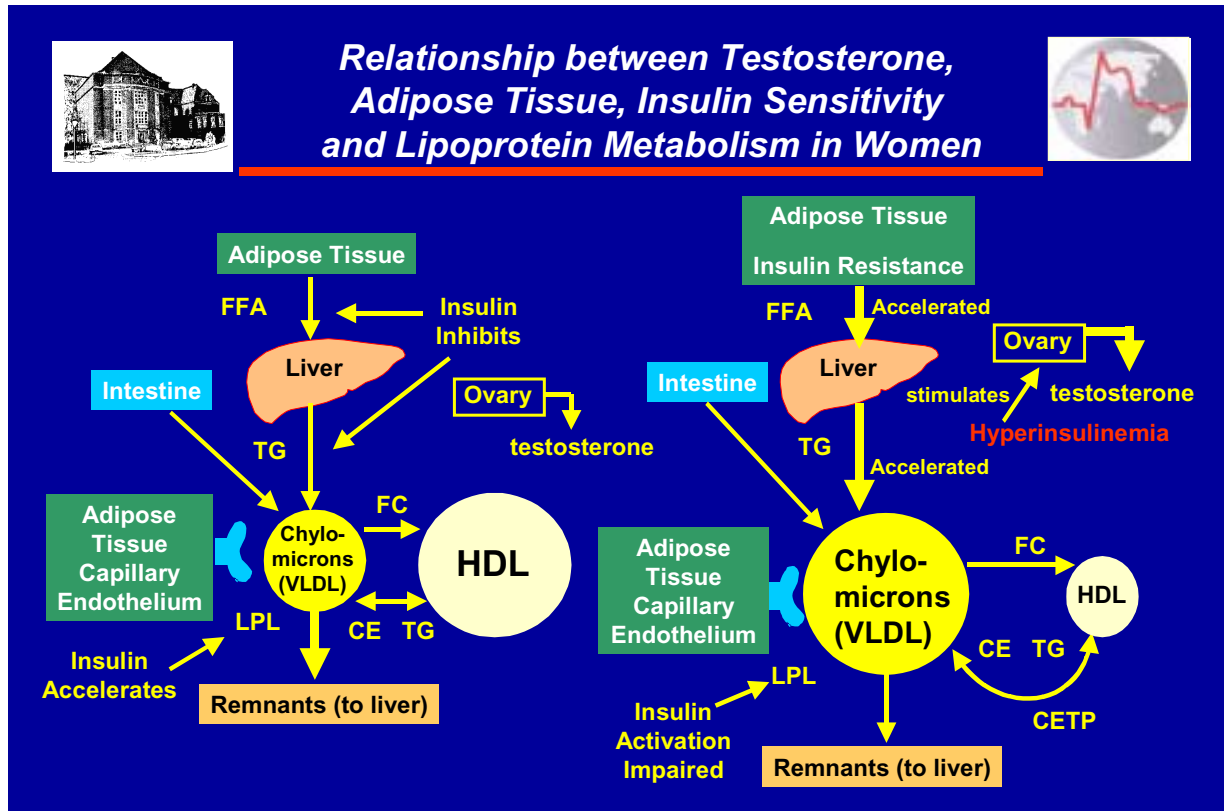 Relationship between Testosterone,
Adipose Tissue, Insulin Sensitivity
and Lipoprotein Metabolism in Women
Adipose Tissue
FFA
Insulin
Inhibits
Liver
Intestine
Ovary
testosterone
TG
Adipose
Tissue
Capillary
Endothelium
Chylo-
microns
(VLDL)
FC
HDL
LPL
CE TG
Insulin
Accelerates
Remnants (to liver)
Adipose Tissue
Insulin Resistance
FFA
Accelerated
Liver
Ovary
Intestine
stimulates
testosterone
Hyperinsulinemia
TG
Accelerated
Adipose
Tissue
Capillary
Endothelium
Chylo-
microns
(VLDL)
FC
HDL
CE TG
LPL
CETP
Insulin
Activation
Impaired
Remnants (to liver)